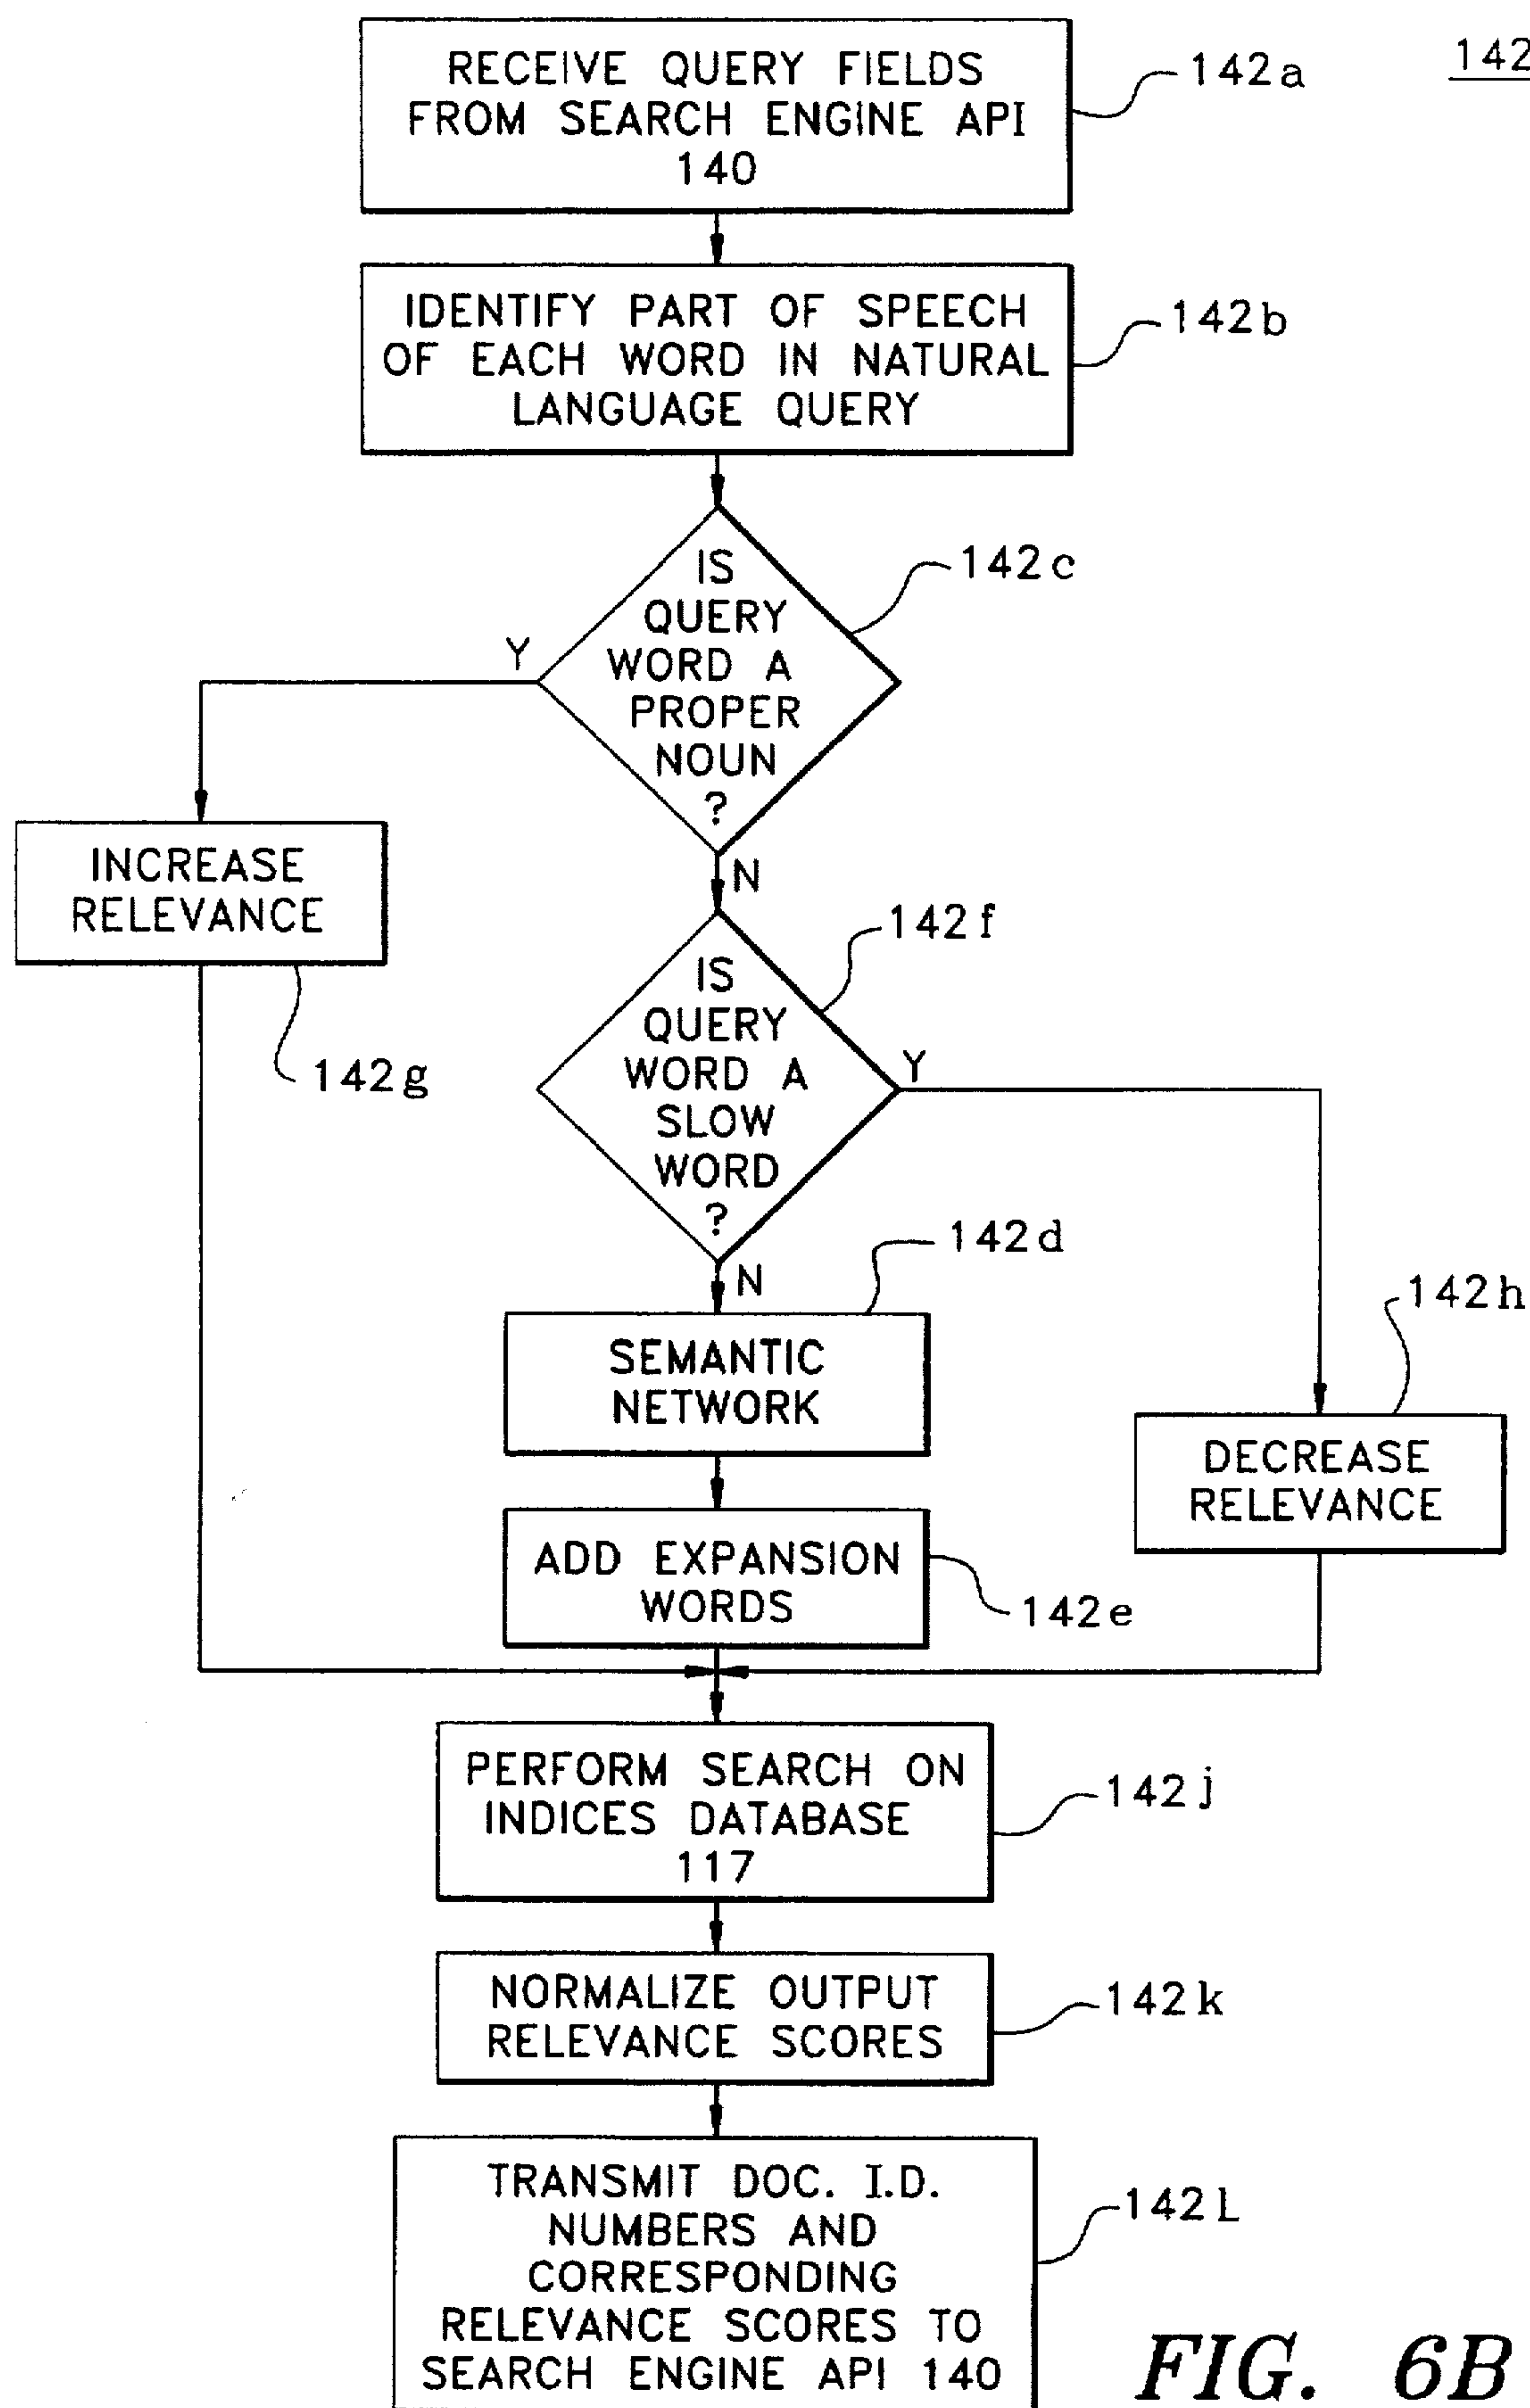 142
RECEIVE QUERY FIELDS
FROM SEARCH ENGINE API
140
142a
IDENTIFY PART OF SPEECH
OF EACH WORD IN NATURAL
LANGUAGE QUERY
142b
IS
QUERY
WORD A
PROPER
NOUN
?
142c
Y
N
INCREASE
RELEVANCE
142g
IS
QUERY
WORD A
SLOW
WORD
?
142f
Y
N
SEMANTIC
NETWORK
142d
DECREASE
RELEVANCE
142h
ADD EXPANSION
WORDS
142e
PERFORM SEARCH ON
INDICES DATABASE
117
142j
NORMALIZE OUTPUT
RELEVANCE SCORES
142k
TRANSMIT DOC. I.D.
NUMBERS AND
CORRESPONDING
RELEVANCE SCORES TO
SEARCH ENGINE API 140
142L
FIG. 6B